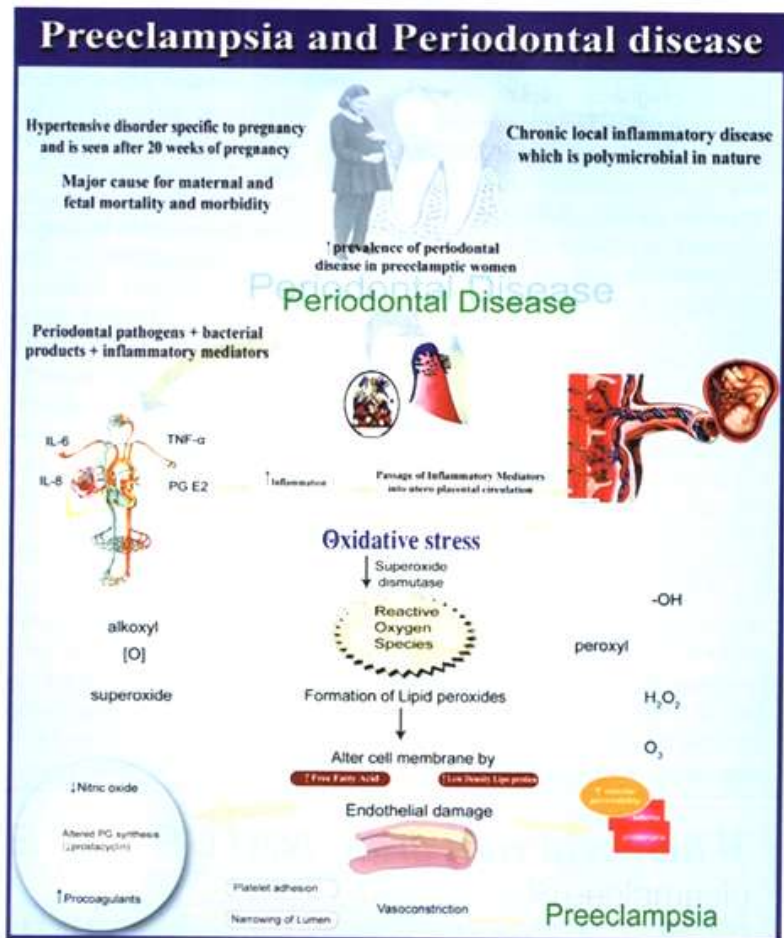 Preeclampsia and Periodontal disease
Hypertensive disorder specific to pregnancy
and is seen after 20 weeks of pregnancy
Major cause for maternal and
fetal mortality and morbidity
Chronic local inflammatory disease
which is polymicrobial in nature
↑ prevalence of periodontal
disease in preeclamptic women
Periodontal Disease
Periodontal Disease
Periodontal pathogens + bacterial
products + inflammatory mediators
IL-6
TNF-α
IL-8
PG E2
↑ Inflammation
Passage of Inflammatory Mediators
into utero placental circulation
Oxidative stress
Superoxide
dismutase
Reactive
Oxygen
Species
alkoxyl
[O]
superoxide
-OH
peroxyl
H₂O₂
O₃
Formation of Lipid peroxides
Alter cell membrane by
↑ Free Fatty Acid
↑ Low Density Lipo protien
Endothelial damage
↓Nitric oxide
Altered PG synthesis
(↓prostacyclin)
↑Procoagulants
Platelet adhesion
Narrowing of Lumen
Vasoconstriction
Preeclampsia